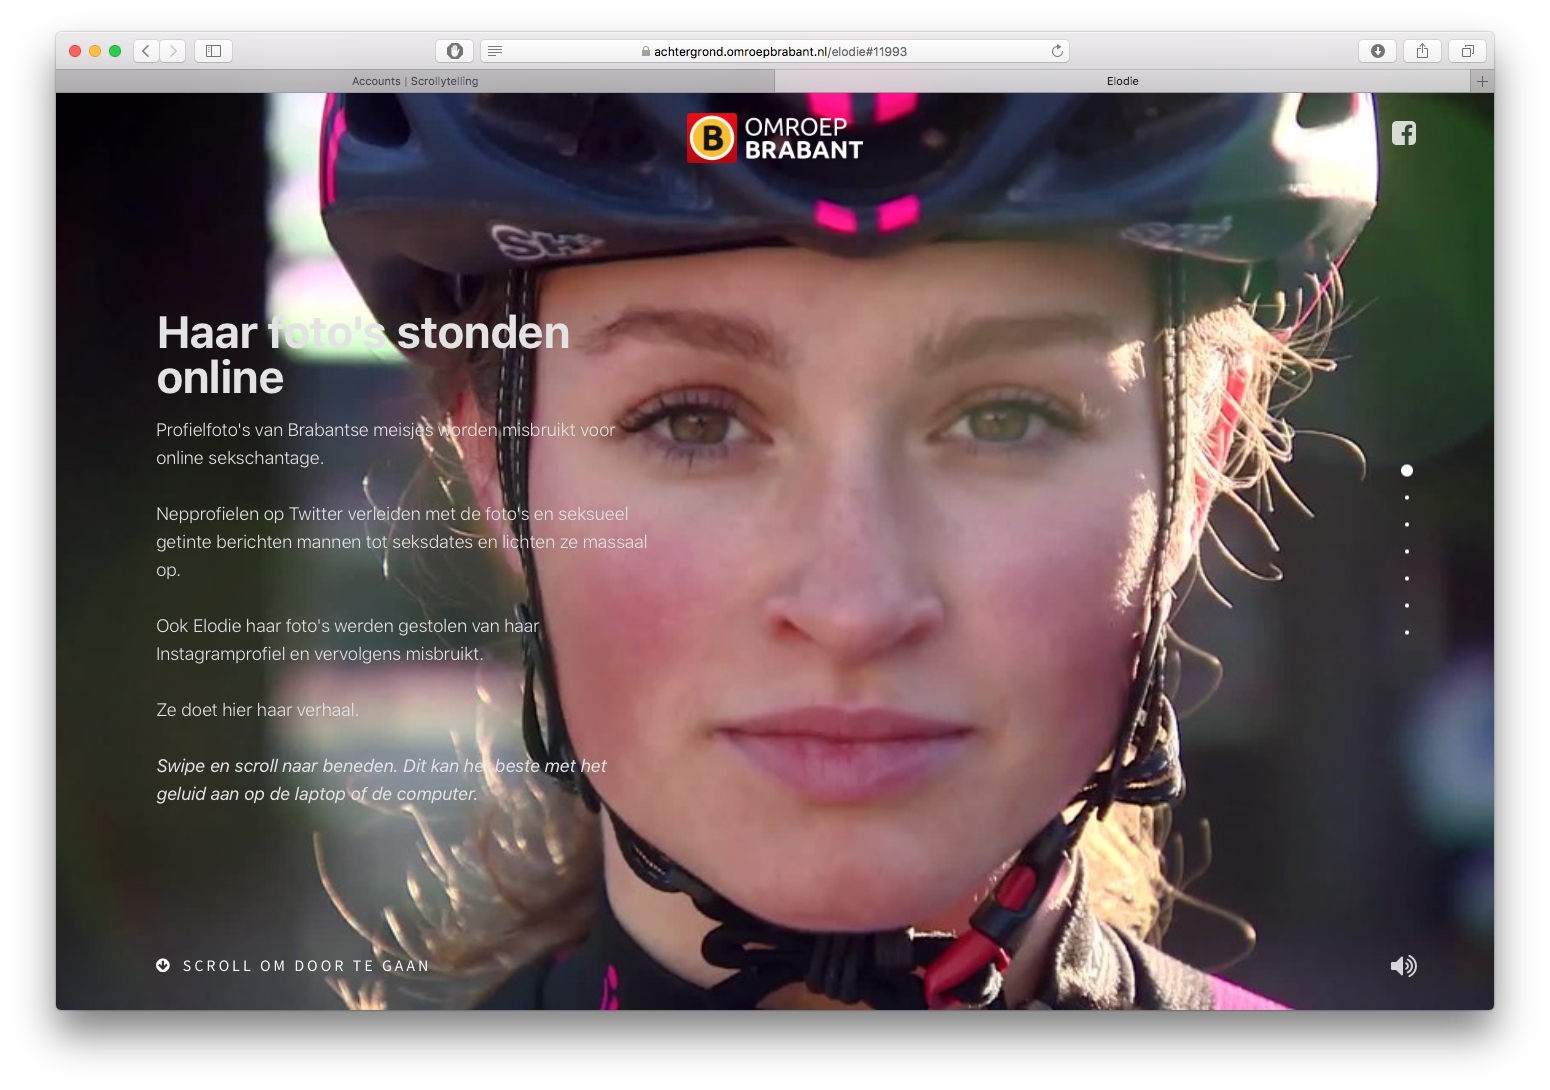 achtergrond.omroepbrabant.nl/elodie#11993
Accounts | Scrollytelling
Elodie
B OMROEP
BRABANT
Haar foto's stonden
online
Profielfoto's van Brabantse meisjes worden misbruikt voor
online sekschantage.
Nepprofielen op Twitter verleiden met de foto's en seksueel
getinte berichten mannen tot seksdates en lichten ze massaal
op.
Ook Elodie haar foto's werden gestolen van haar
Instagramprofiel en vervolgens misbruikt.
Ze doet hier haar verhaal.
Swipe en scroll naar beneden. Dit kan het beste met het
geluid aan op de laptop of de computer.
SCROLL OM DOOR TE GAAN